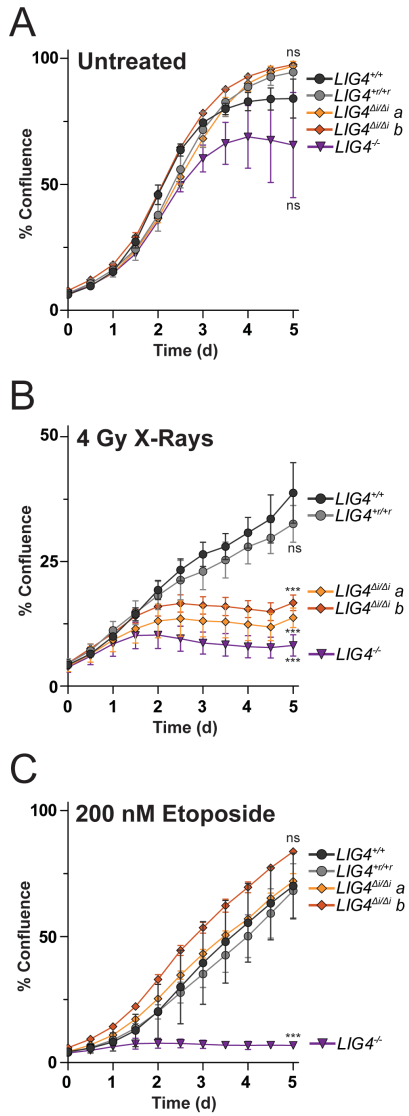 A
Untreated
100
50
0
% Confluence
0 1 2 3 4 5
Time (d)
ns
ns
LIG4+/+
LIG4+r/+r
LIG4Δi/Δi a
LIG4Δi/Δi b
LIG4-/-
B
4 Gy X-Rays
50
25
0
% Confluence
0 1 2 3 4 5
Time (d)
LIG4+/+
LIG4+r/+r
ns
***
LIG4Δi/Δi a
LIG4Δi/Δi b
***
LIG4-/-
***
C
200 nM Etoposide
100
50
0
% Confluence
0 1 2 3 4 5
Time (d)
ns
LIG4+/+
LIG4+r/+r
LIG4Δi/Δi a
LIG4Δi/Δi b
***
LIG4-/-